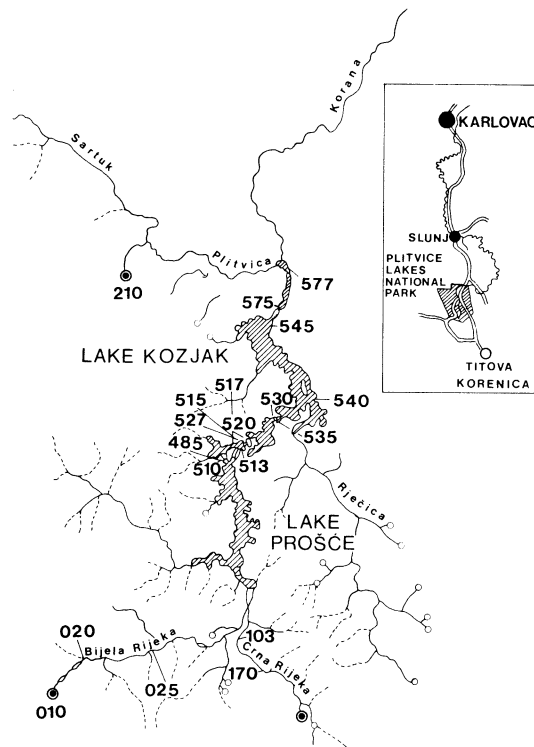 Korana
Sartuk
KARLOVAC
SLUNJ
PLITVICE
LAKES
NATIONAL
PARK
TITOVA
KORENICA
Plitvica
210
577
575
545
LAKE KOZJAK
517
515
530
540
520
527
535
485
510
513
Rječica
LAKE
PROŠĆE
020
Bijela Rijeka
103
Crna Rijeka
170
025
010